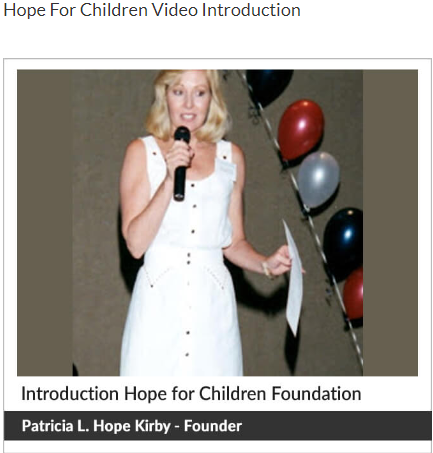 Hope For Children Video Introduction
Introduction Hope for Children Foundation
Patricia L. Hope Kirby - Founder